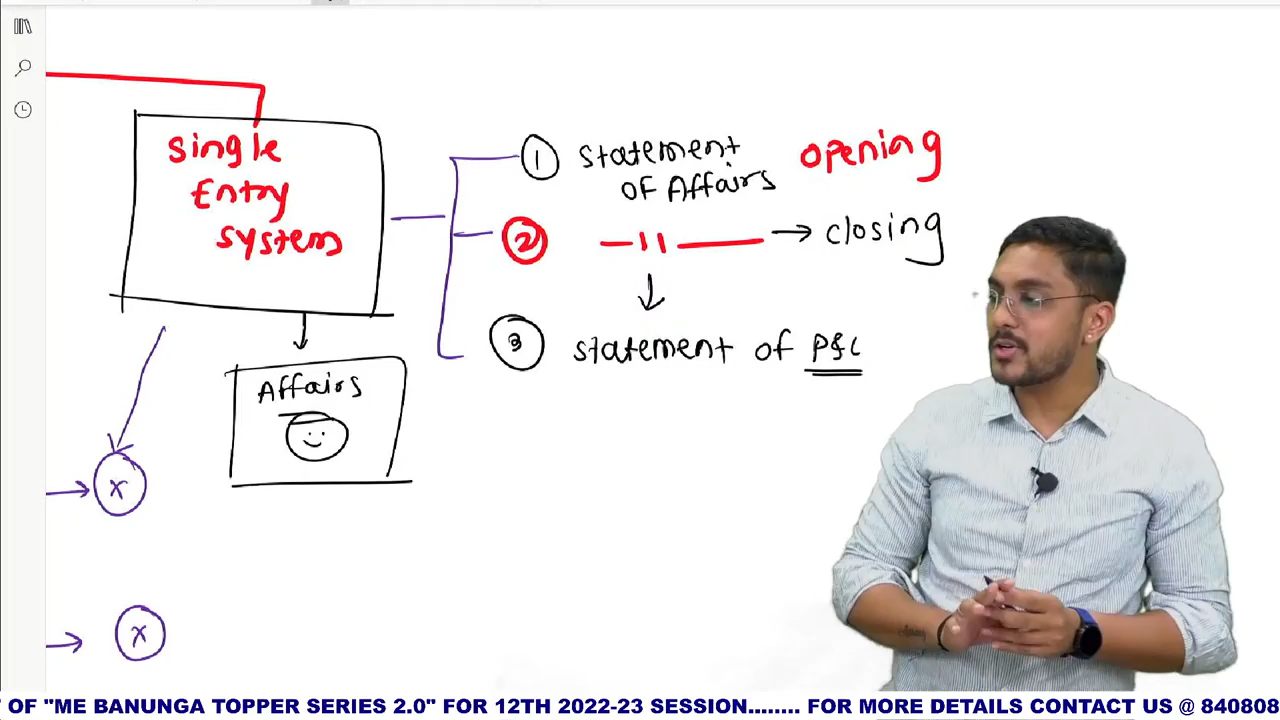 single
Entry
system
① statement
of Affairs
opening
② —11— → closing
③ statement of P&L
Affairs
x
x
T OF "ME BANUNGA TOPPER SERIES 2.0" FOR 12TH 2022-23 SESSION........ FOR MORE DETAILS CONTACT US @ 840808